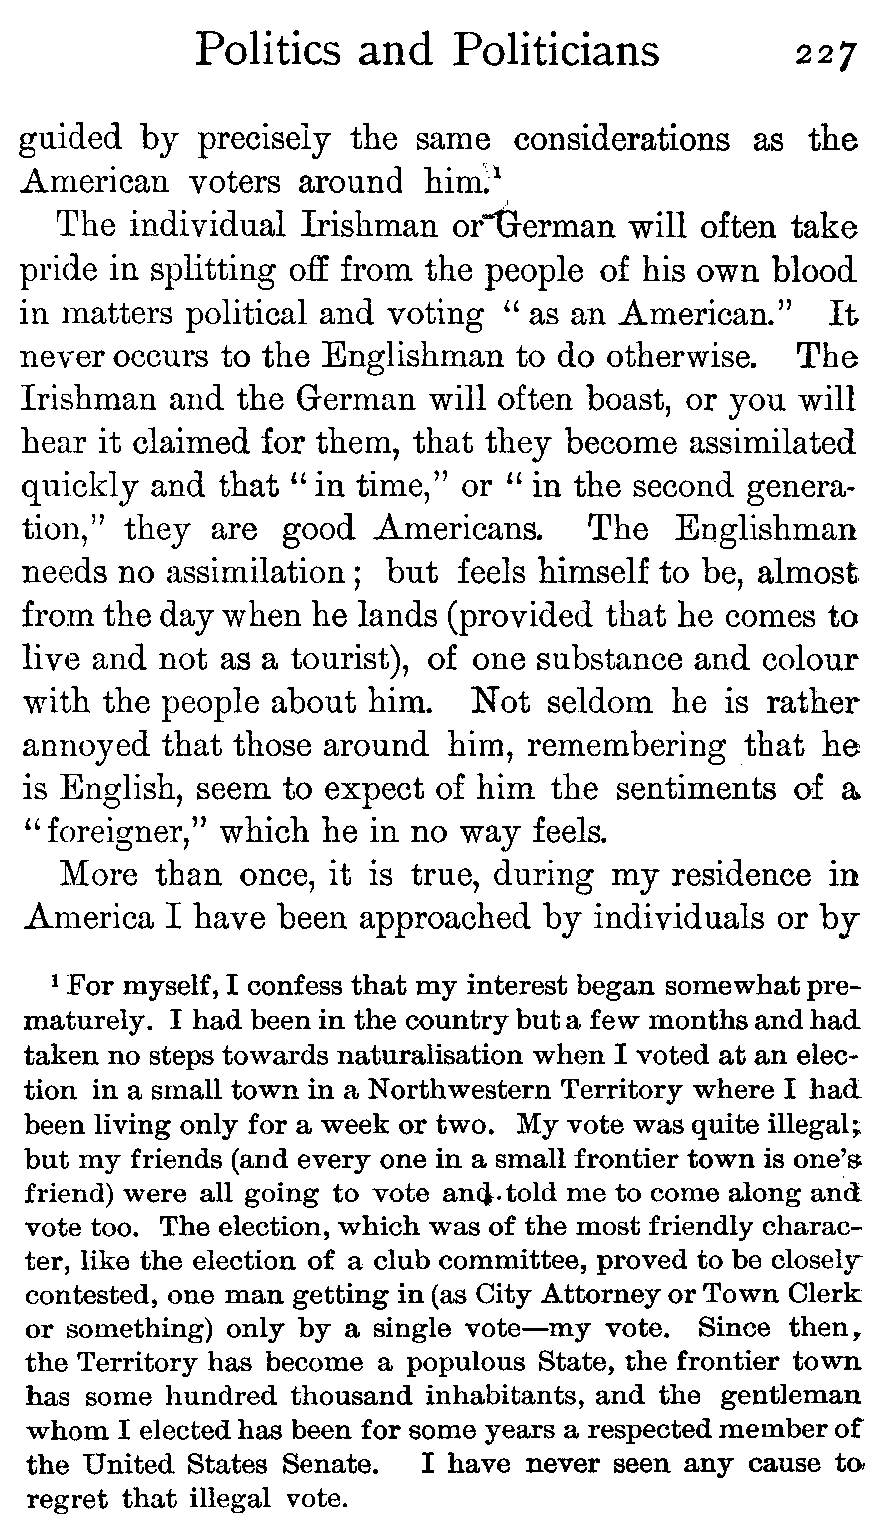 Politics and Politicians 227
guided by precisely the same considerations as the
American voters around him.¹
The individual Irishman or German will often take
pride in splitting off from the people of his own blood
in matters political and voting “ as an American.” It
never occurs to the Englishman to do otherwise. The
Irishman and the German will often boast, or you will
hear it claimed for them, that they become assimilated
quickly and that “ in time,” or “ in the second genera-
tion,” they are good Americans. The Englishman
needs no assimilation ; but feels himself to be, almost
from the day when he lands (provided that he comes to
live and not as a tourist), of one substance and colour
with the people about him. Not seldom he is rather
annoyed that those around him, remembering that he
is English, seem to expect of him the sentiments of a
“foreigner,” which he in no way feels.
More than once, it is true, during my residence in
America I have been approached by individuals or by
¹ For myself, I confess that my interest began somewhat pre-
maturely. I had been in the country but a few months and had
taken no steps towards naturalisation when I voted at an elec-
tion in a small town in a Northwestern Territory where I had
been living only for a week or two. My vote was quite illegal;
but my friends (and every one in a small frontier town is one’s
friend) were all going to vote and told me to come along and
vote too. The election, which was of the most friendly charac-
ter, like the election of a club committee, proved to be closely
contested, one man getting in (as City Attorney or Town Clerk
or something) only by a single vote—my vote. Since then,
the Territory has become a populous State, the frontier town
has some hundred thousand inhabitants, and the gentleman
whom I elected has been for some years a respected member of
the United States Senate. I have never seen any cause to
regret that illegal vote.